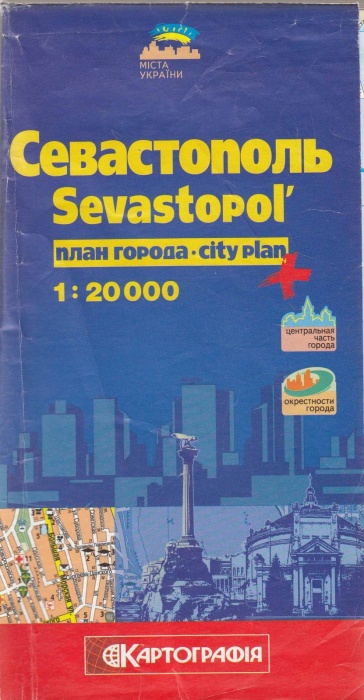 МІСТА
УКРАЇНИ
Севастополь
Sevastopol'
план города · city plan
1:20 000
центральная
часть
города
окрестности
города
Картографія